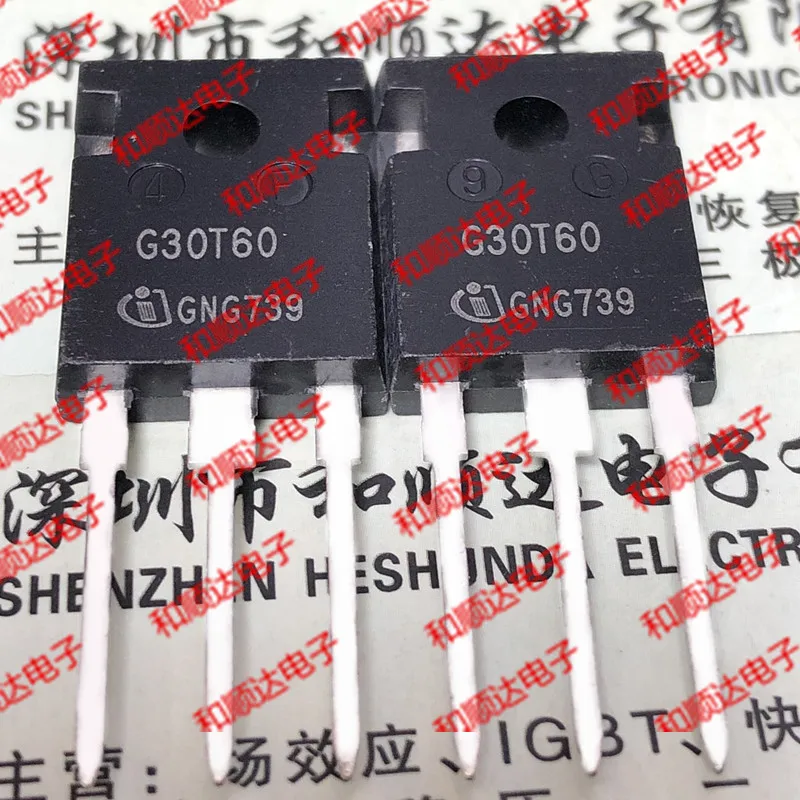 深圳市和顺达电子有限
SHENZHEN
RONIC
4
9 G
G30T60
G30T60
GNG739
GNG739
主
恢复
三极
深圳市和顺达电子
SHENZHEN HESHUNDA ELECTR
主营:场效应、IGBT、快
和顺达电子